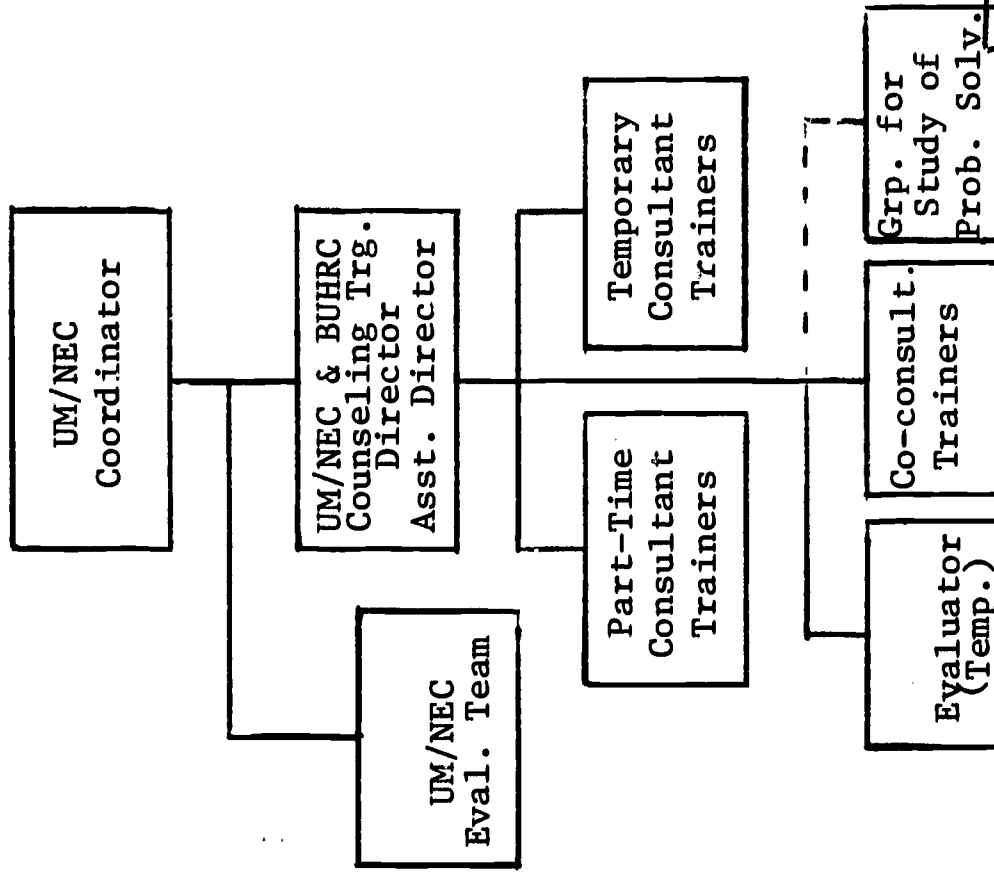 UM/NEC
Coordinator
UM/NEC
Eval. Team
UM/NEC & BUHRC
Counseling Trg.
Director
Asst. Director
Part-Time
Consultant
Trainers
Temporary
Consultant
Trainers
Evaluator
(Temp.)
Co-consult.
Trainers
Grp. for
Study of
Prob. Solv.